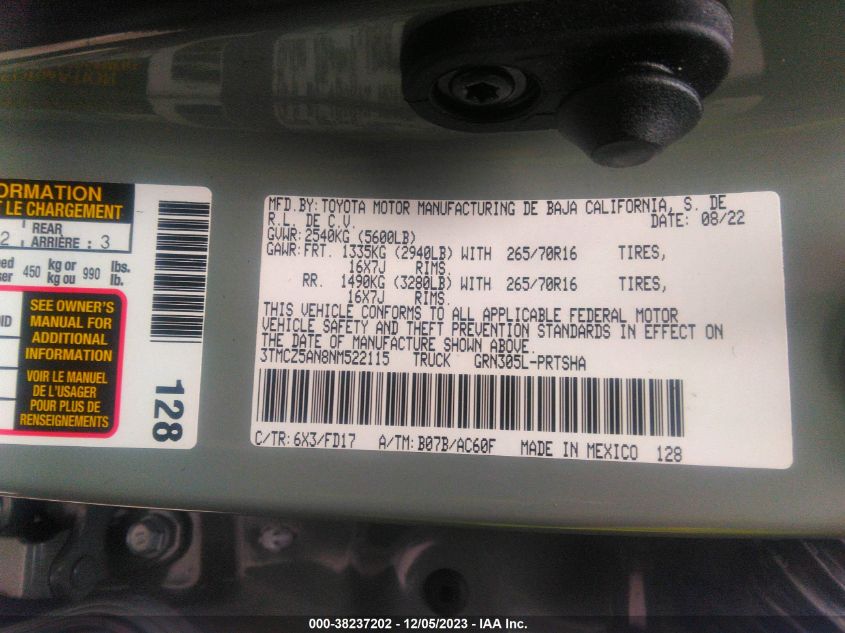 ORMATION
T LE CHARGEMENT
2 REAR
ARRIÈRE : 3
450 kg or 990 lbs.
kg ou lb.
SEE OWNER'S
MANUAL FOR
ADDITIONAL
INFORMATION
VOIR LE MANUEL
DE L'USAGER
POUR PLUS DE
RENSEIGNEMENTS
128
MFD.BY:TOYOTA MOTOR MANUFACTURING DE BAJA CALIFORNIA, S. DE
R.L. DE C.V. DATE: 08/22
GVWR:2540KG (5600LB)
GAWR:FRT. 1335KG (2940LB) WITH 265/70R16 TIRES,
16X7J RIMS.
RR. 1490KG (3280LB) WITH 265/70R16 TIRES,
16X7J RIMS.
THIS VEHICLE CONFORMS TO ALL APPLICABLE FEDERAL MOTOR
VEHICLE SAFETY AND THEFT PREVENTION STANDARDS IN EFFECT ON
THE DATE OF MANUFACTURE SHOWN ABOVE.
3TMCZ5AN8NM522115 TRUCK GRN305L-PRTSHA
C/TR:6X3/FD17 A/TM:B07B/AC60F MADE IN MEXICO 128
000-38237202 - 12/05/2023 - IAA Inc.